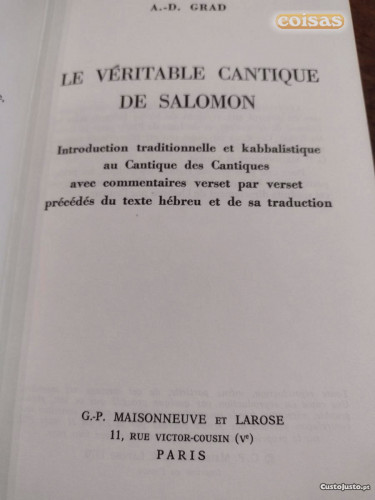 A.-D. GRAD
coisas
LE VÉRITABLE CANTIQUE
DE SALOMON
Introduction traditionnelle et kabbalistique
au Cantique des Cantiques
avec commentaires verset par verset
précédés du texte hébreu et de sa traduction
G.-P. MAISONNEUVE ET LAROSE
11, RUE VICTOR-COUSIN (Vᵉ)
PARIS
CustoJusto.pt